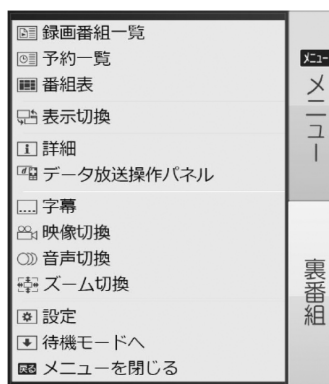 録画番組一覧
予約一覧
番組表
表示切換
詳細
データ放送操作パネル
字幕
映像切換
音声切換
ズーム切換
設定
待機モードへ
戻る メニューを閉じる
メニュー
メニュー
裏番組